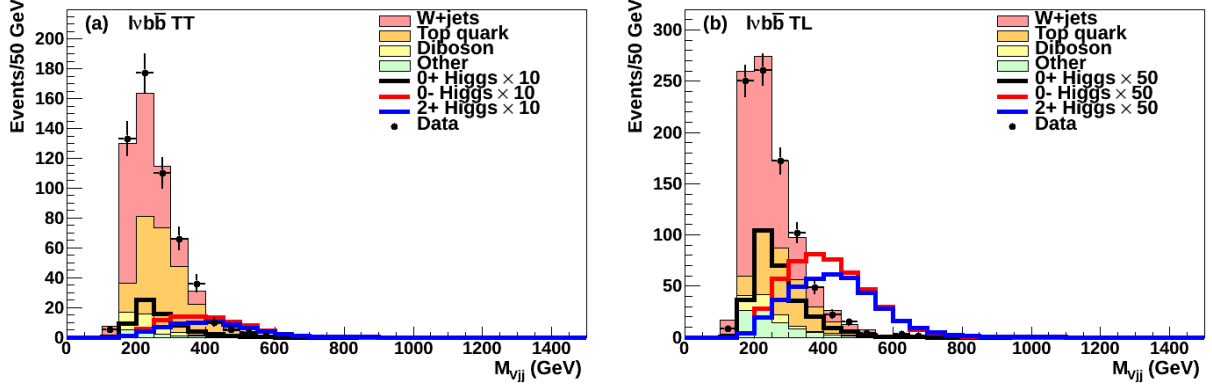 (a) lνbb̅ TT
Events/50 GeV
220
200
180
160
140
120
100
80
60
40
20
0
W+jets
Top quark
Diboson
Other
0+ Higgs × 10
0- Higgs × 10
2+ Higgs × 10
Data
0 200 400 600 800 1000 1200 1400
M_Vjj (GeV)
(b) lνbb̅ TL
Events/50 GeV
300
250
200
150
100
50
0
W+jets
Top quark
Diboson
Other
0+ Higgs × 50
0- Higgs × 50
2+ Higgs × 50
Data
0 200 400 600 800 1000 1200 1400
M_Vjj (GeV)